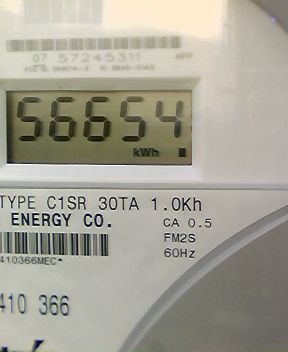 07 57245311
56654
kWh
TYPE C1SR 30TA 1.0Kh
ENERGY CO.
CA 0.5
FM2S
60Hz
410366MEC*
410 366